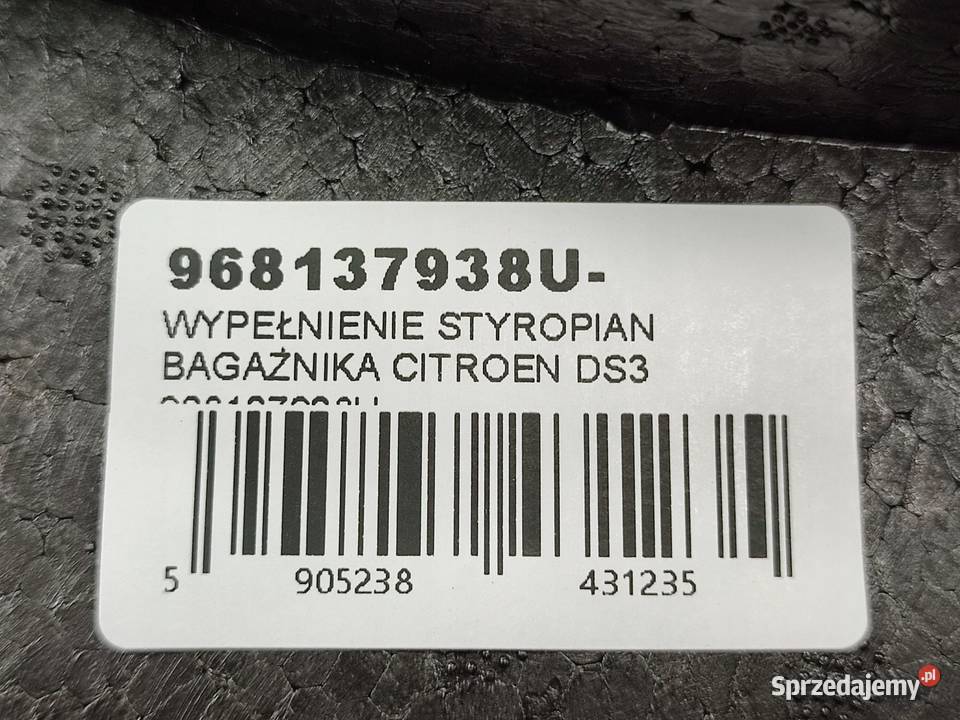 968137938U-
WYPEŁNIENIE STYROPIAN
BAGAŻNIKA CITROEN DS3
5 905238 431235
Sprzedajemy.pl